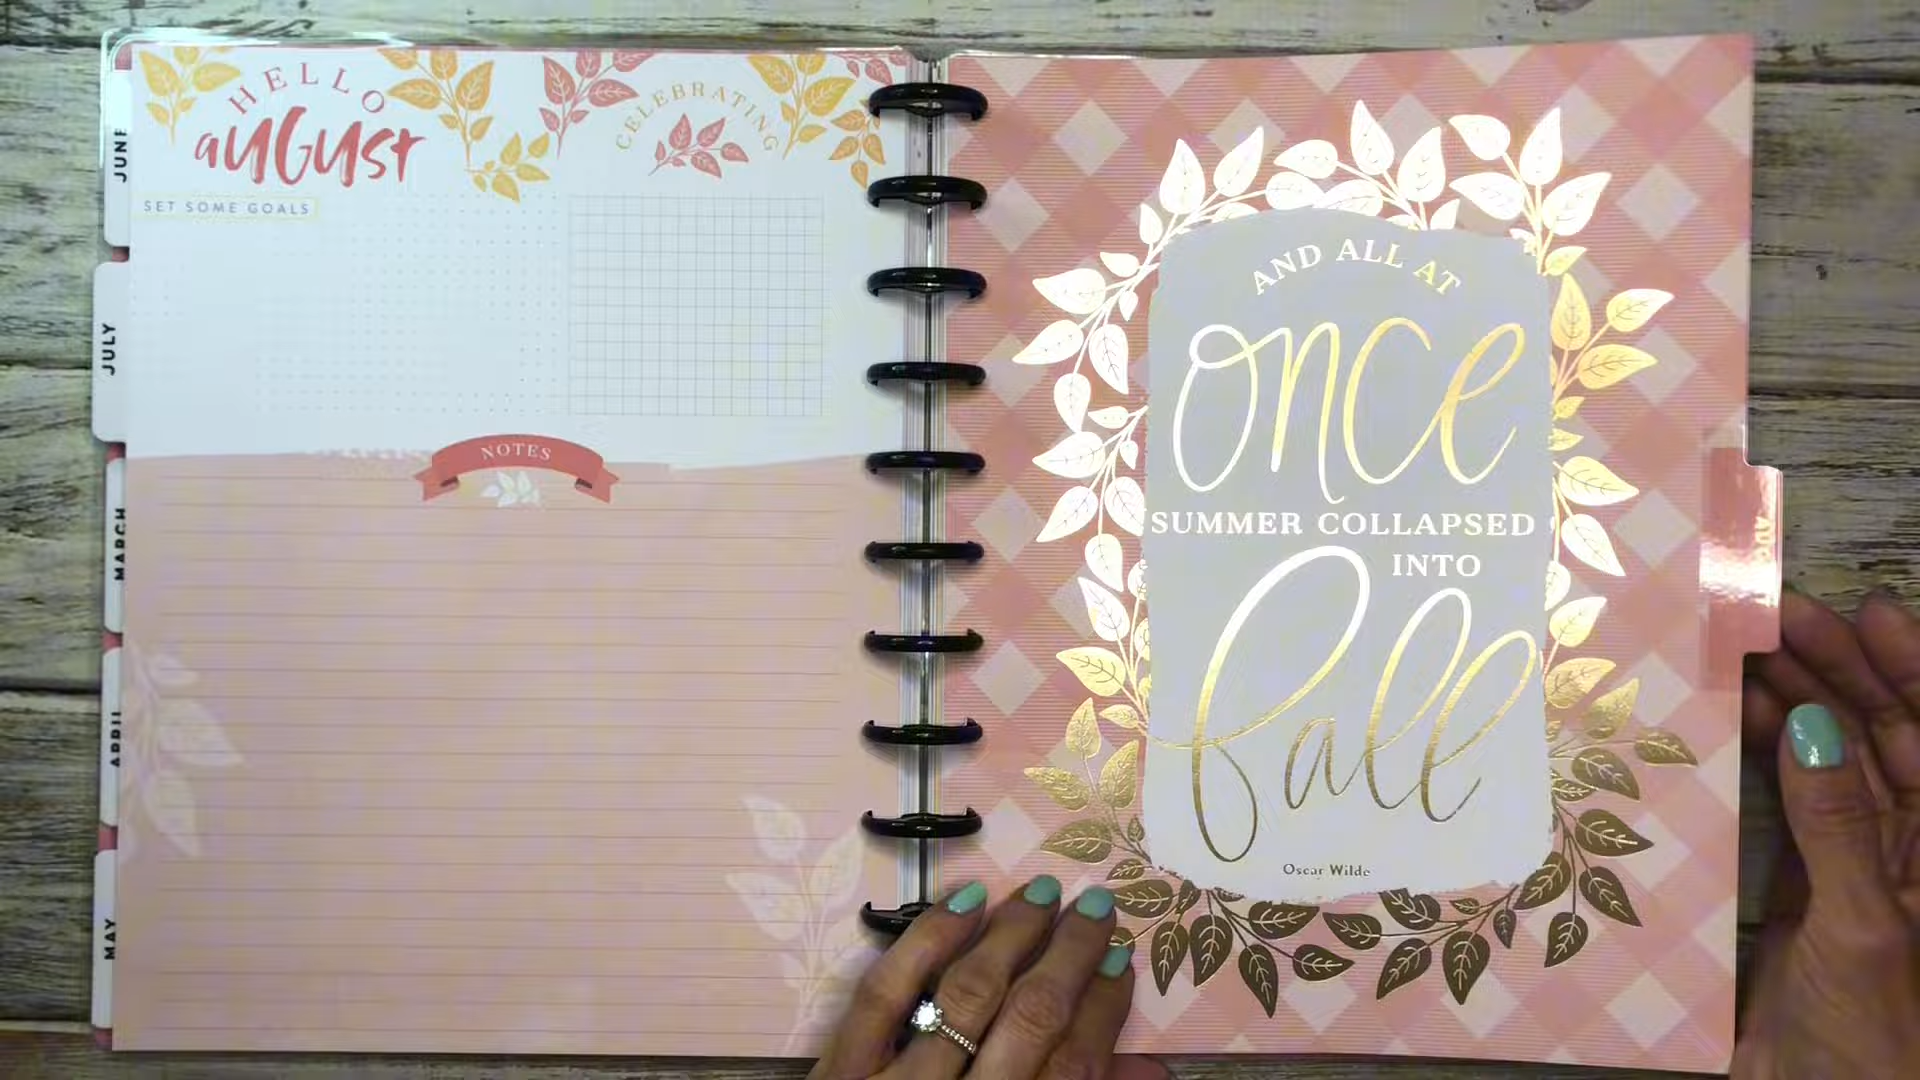 HELLO
august
CELEBRATING
SET SOME GOALS
NOTES
JUNE
JULY
MARCH
APRIL
MAY
AND ALL AT
once
SUMMER COLLAPSED
INTO
fall
Oscar Wilde